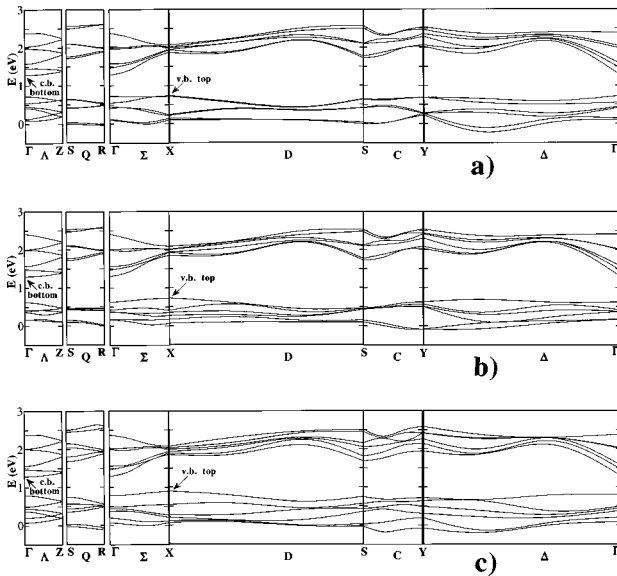 3
2
1
0
E (eV)
c.b.
bottom
v.b. top
Γ Λ Z S Q R Γ Σ X D S C Y Δ Γ
a)
3
2
1
0
E (eV)
c.b.
bottom
v.b. top
Γ Λ Z S Q R Γ Σ X D S C Y Δ Γ
b)
3
2
1
0
E (eV)
c.b.
bottom
v.b. top
Γ Λ Z S Q R Γ Σ X D S C Y Δ Γ
c)